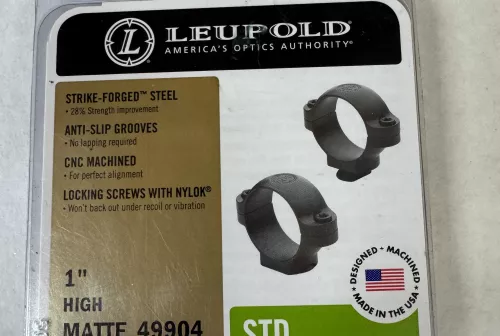 LEUPOLD®
AMERICA'S OPTICS AUTHORITY®
STRIKE-FORGED™ STEEL
• 28% Strength improvement
ANTI-SLIP GROOVES
• No lapping required
CNC MACHINED
• For perfect alignment
LOCKING SCREWS WITH NYLOK®
• Won't back out under recoil or vibration
1"
HIGH
MATTE 49904
STD
• DESIGNED • MACHINED •
MADE IN THE USA